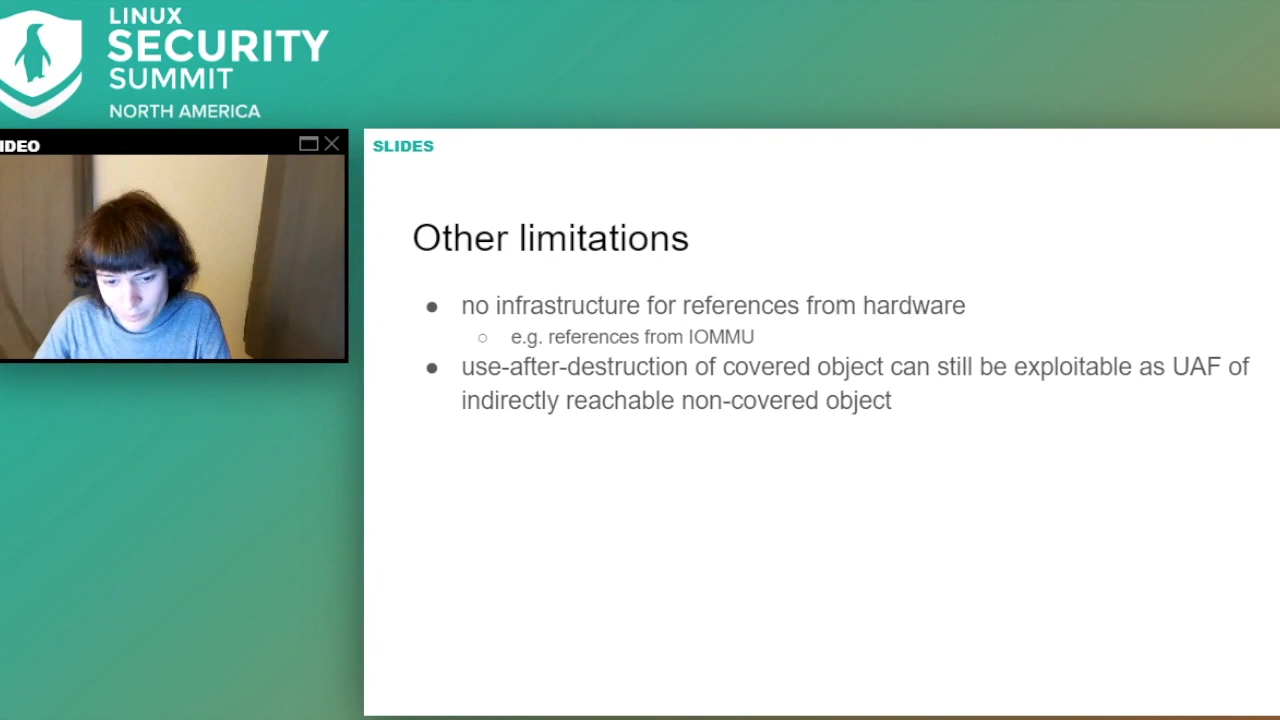 LINUX
SECURITY
SUMMIT
NORTH AMERICA
IDEO
SLIDES
Other limitations
● no infrastructure for references from hardware
○ e.g. references from IOMMU
● use-after-destruction of covered object can still be exploitable as UAF of
indirectly reachable non-covered object